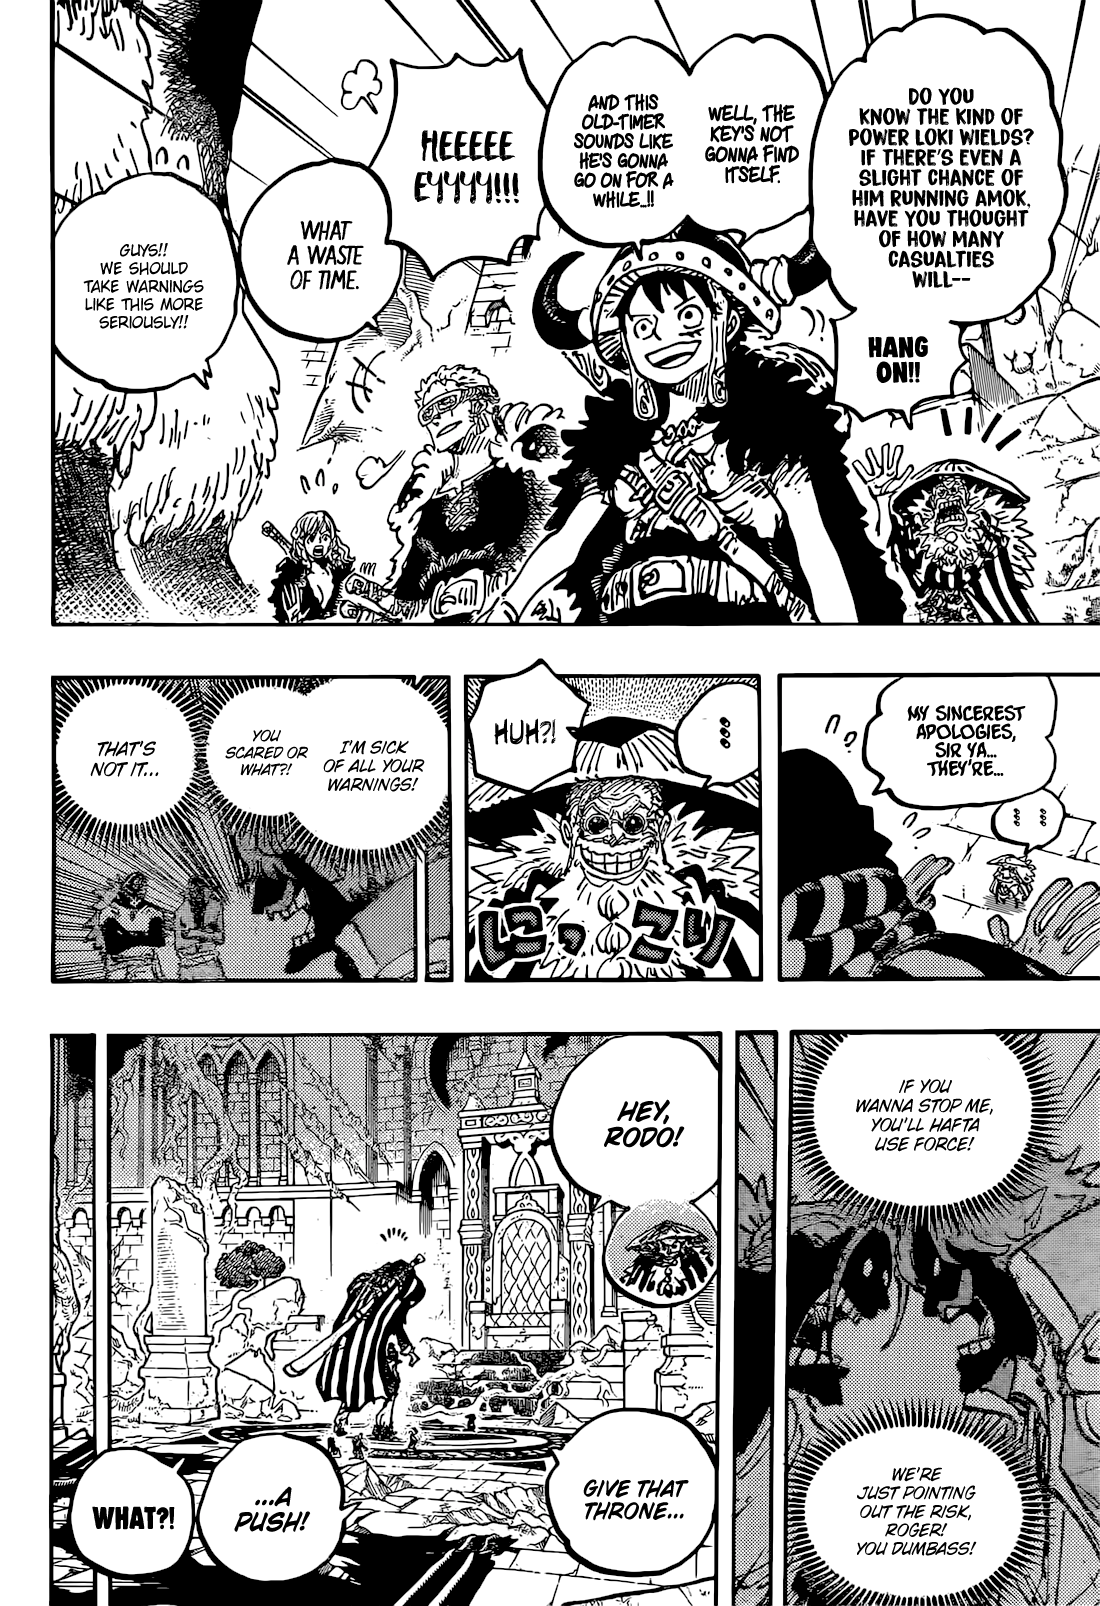 DO YOU
KNOW THE KIND OF
POWER LOKI WIELDS?
IF THERE'S EVEN A
SLIGHT CHANCE OF
HIM RUNNING AMOK,
HAVE YOU THOUGHT
OF HOW MANY
CASUALTIES
WILL--
HANG
ON!!
WELL, THE
KEY'S NOT
GONNA FIND
ITSELF.
AND THIS
OLD-TIMER
SOUNDS LIKE
HE'S GONNA
GO ON FOR A
WHILE..!!
HEEEEE
EYYYY!!!
WHAT
A WASTE
OF TIME.
GUYS!!
WE SHOULD
TAKE WARNINGS
LIKE THIS MORE
SERIOUSLY!!
MY SINCEREST
APOLOGIES,
SIR YA...
THEY'RE...
HUH?!
にっこり
I'M SICK
OF ALL YOUR
WARNINGS!
YOU
SCARED OR
WHAT?!
THAT'S
NOT IT...
IF YOU
WANNA STOP ME,
YOU'LL HAFTA
USE FORCE!
WE'RE
JUST POINTING
OUT THE RISK,
ROGER!
YOU DUMBASS!
HEY,
RODO!
GIVE THAT
THRONE...
...A
PUSH!
WHAT?!